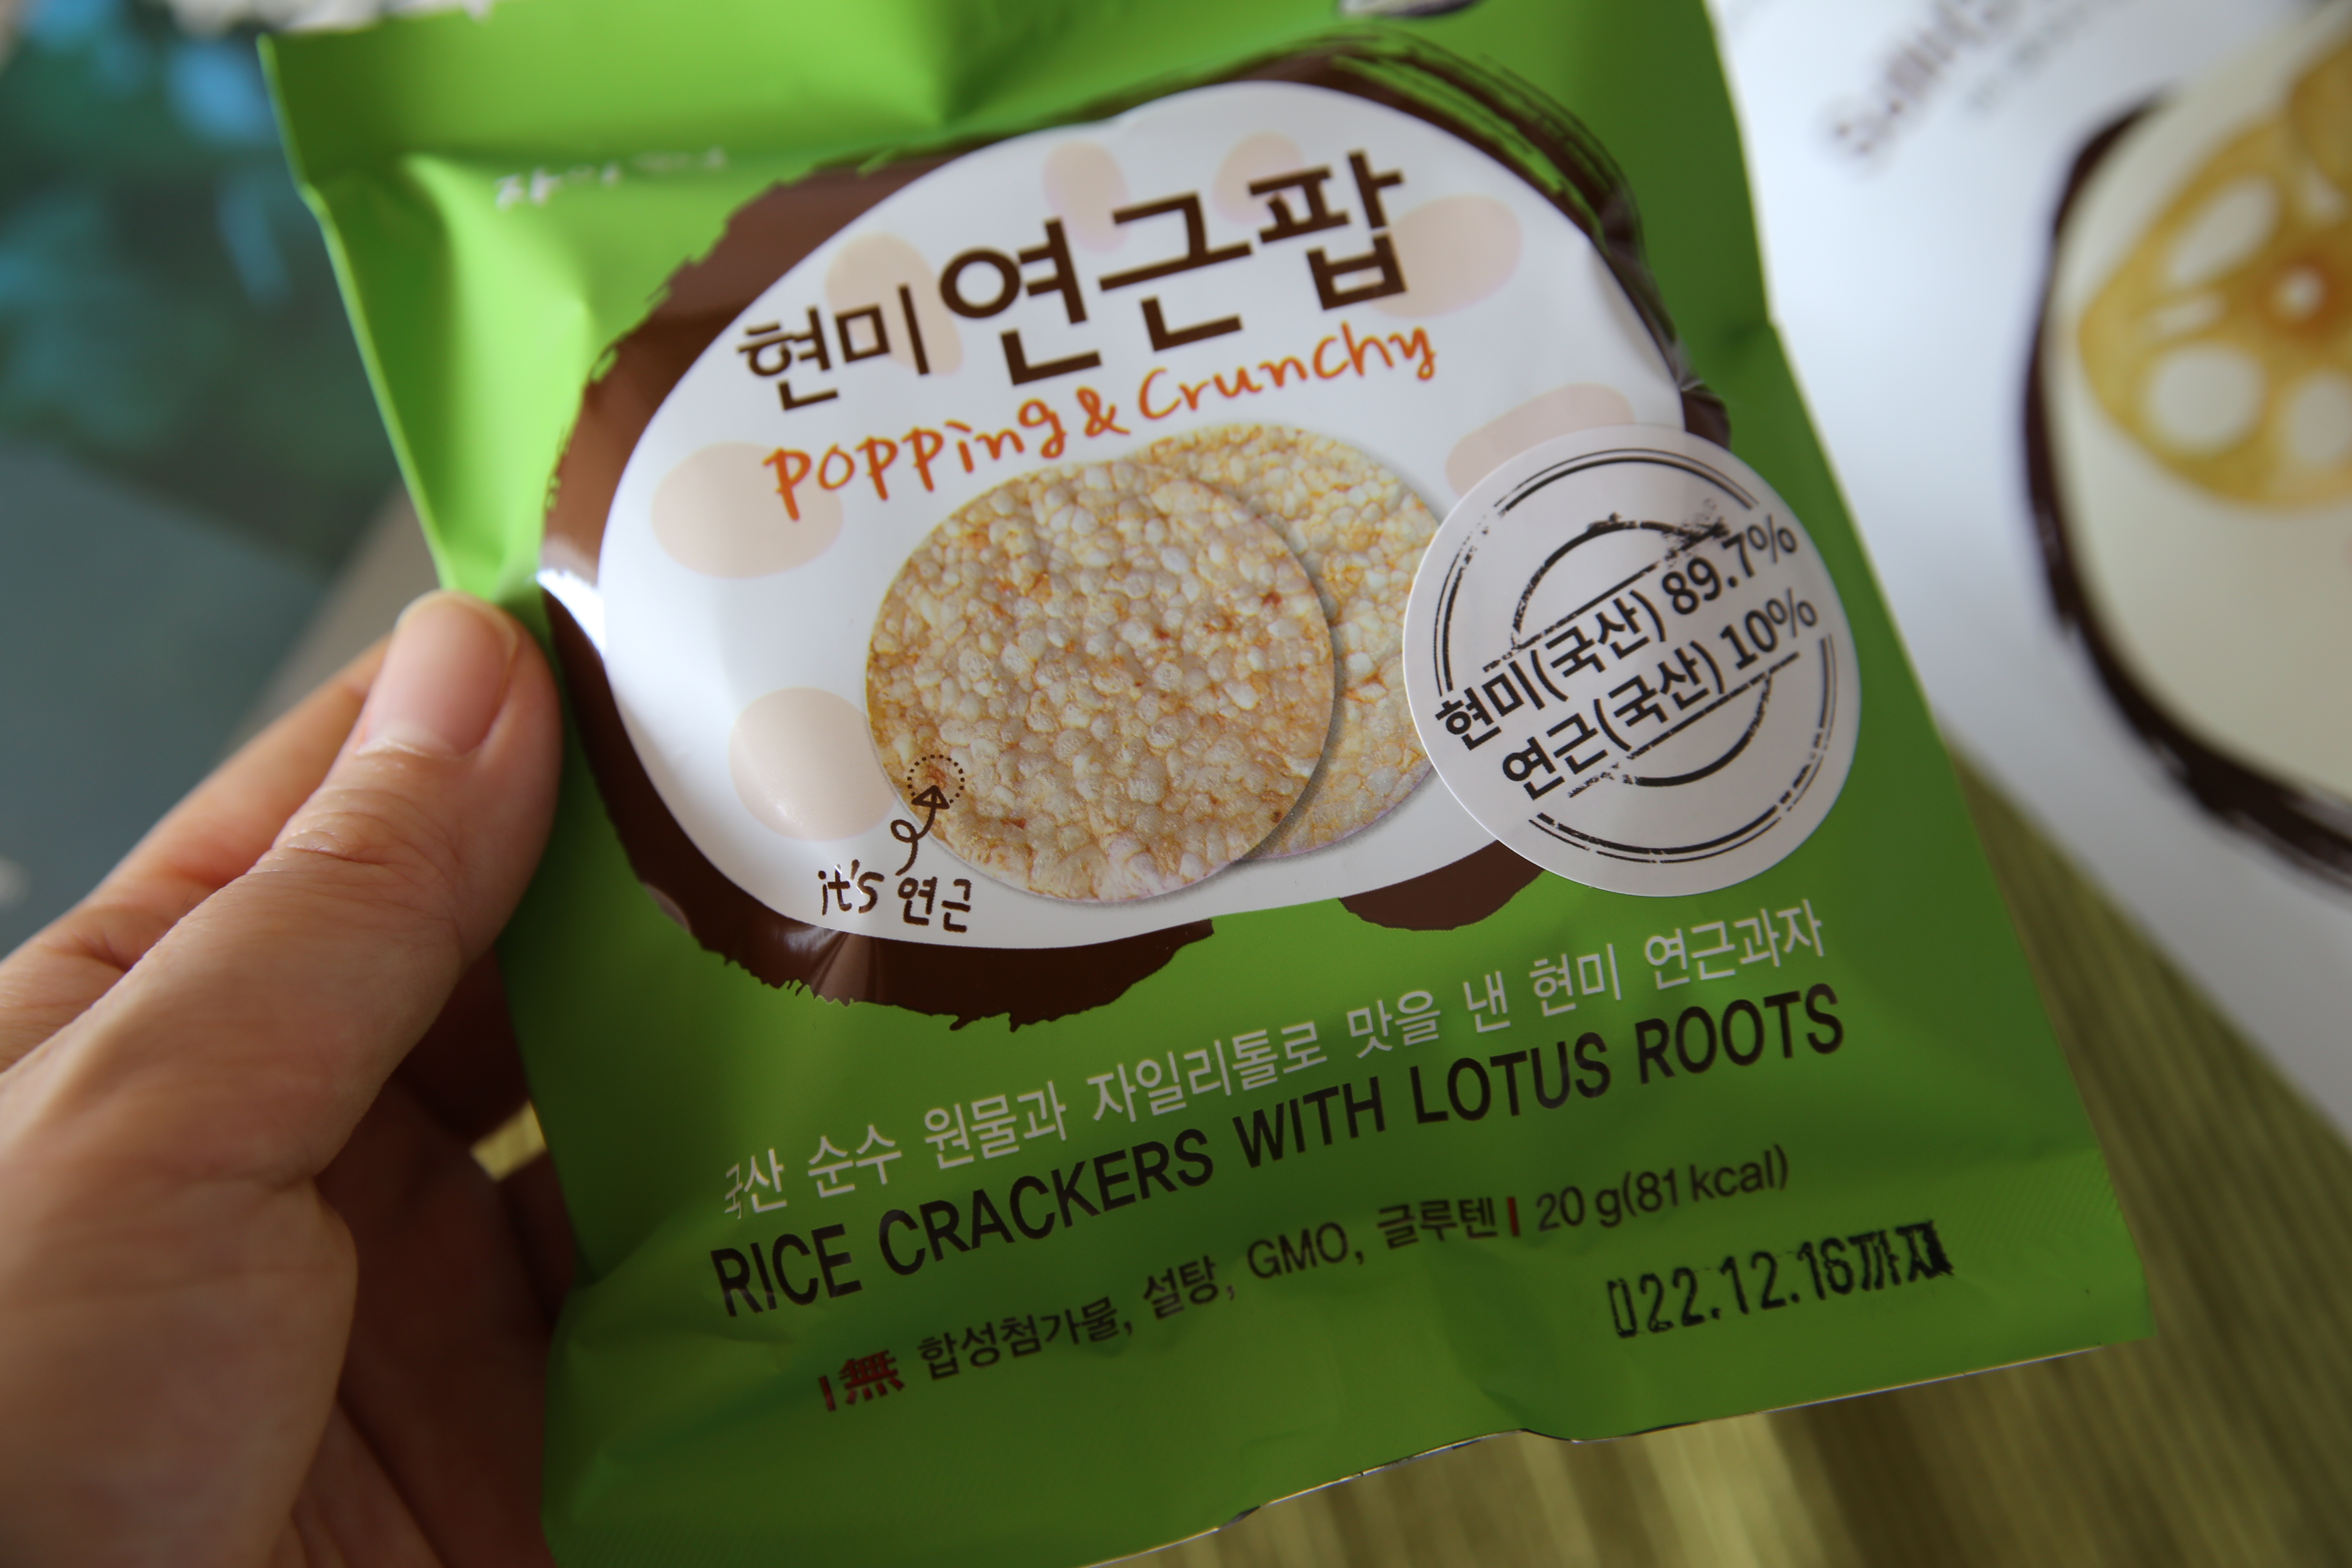 현미 연근팝
popping & crunchy
현미(국산) 89.7%
연근(국산) 10%
it's 연근
국산 순수 원물과 자일리톨로 맛을 낸 현미 연근과자
RICE CRACKERS WITH LOTUS ROOTS
無 합성첨가물, 설탕, GMO, 글루텐 | 20 g(81 kcal)
022.12.16까지